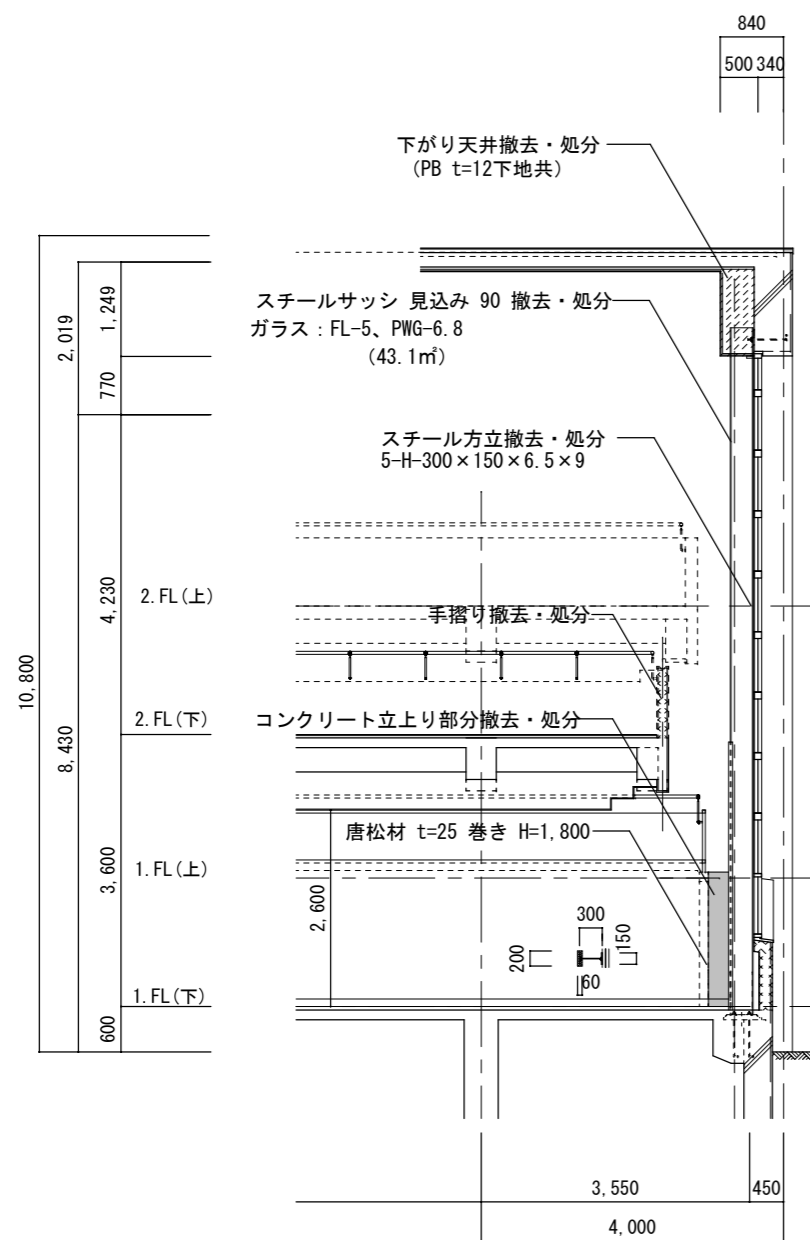 840
500 340
下がり天井撤去・処分
(PB t=12下地共)
スチールサッシ 見込み 90 撤去・処分
ガラス：FL-5、PWG-6.8
(43.1㎡)
スチール方立撤去・処分
5-H-300×150×6.5×9
手摺り撤去・処分
コンクリート立上り部分撤去・処分
唐松材 t=25 巻き H=1,800
10,800
2,019
8,430
1,249
770
4,230
3,600
600
2.FL(上)
2.FL(下)
1.FL(上)
1.FL(下)
2,600
300
200
150
60
3,550
450
4,000